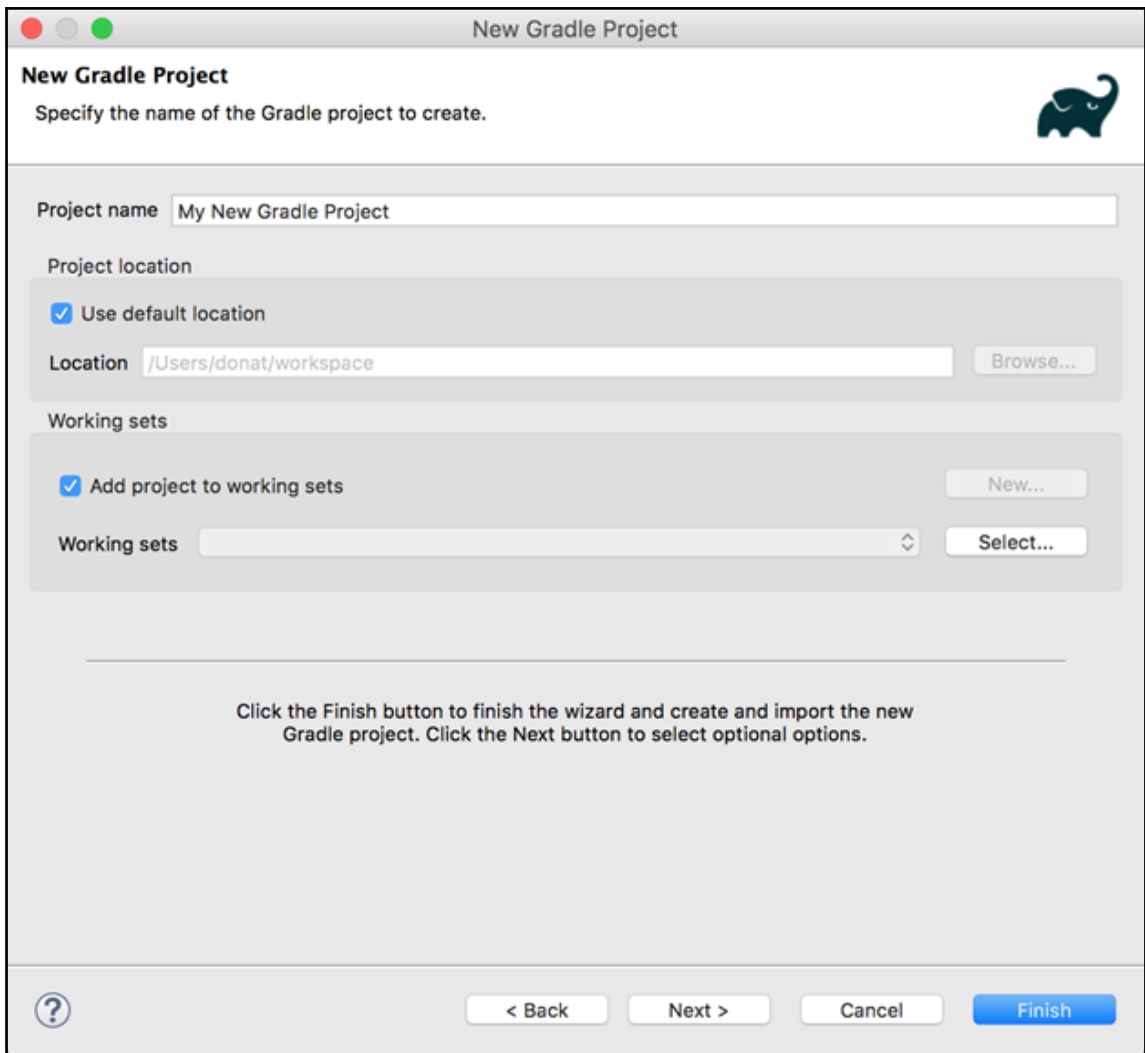 New Gradle Project
New Gradle Project
Specify the name of the Gradle project to create.
Project name My New Gradle Project
Project location
Use default location
Location /Users/donat/workspace Browse...
Working sets
Add project to working sets New...
Working sets Select...
Click the Finish button to finish the wizard and create and import the new
Gradle project. Click the Next button to select optional options.
? < Back Next > Cancel Finish